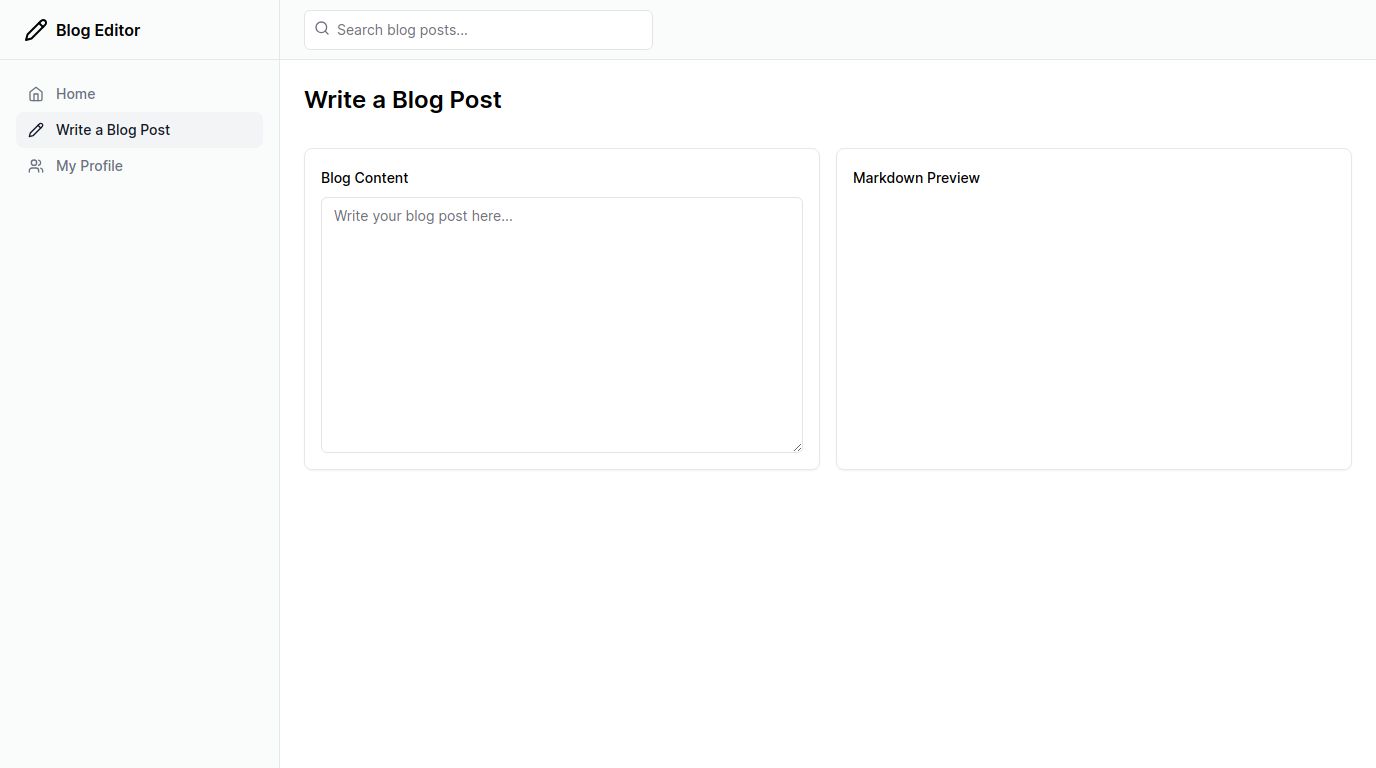 Blog Editor
Search blog posts...
Home
Write a Blog Post
My Profile
Write a Blog Post
Blog Content
Write your blog post here...
Markdown Preview